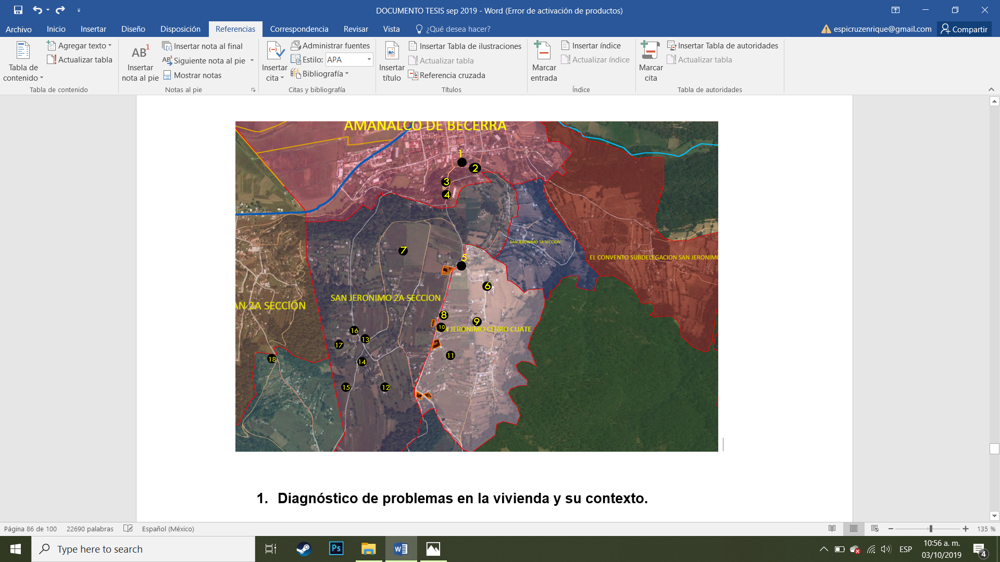 DOCUMENTO TESIS sep 2019 - Word (Error de activación de productos)
Archivo Inicio Insertar Diseño Disposición Referencias Correspondencia Revisar Vista ¿Qué desea hacer? espicruzenrique@gmail.com Compartir
Tabla de contenido
Agregar texto
Actualizar tabla
Tabla de contenido
AB1
Insertar nota al pie
Insertar nota al final
Siguiente nota al pie
Mostrar notas
Notas al pie
Insertar cita
Administrar fuentes
Estilo: APA
Bibliografía
Citas y bibliografía
Insertar título
Insertar Tabla de ilustraciones
Actualizar tabla
Referencia cruzada
Títulos
Marcar entrada
Insertar índice
Actualizar índice
Índice
Marcar cita
Insertar Tabla de autoridades
Actualizar tabla
Tabla de autoridades
AMANALCO DE BECERRA
1
2
3
4
SAN JERONIMO 1A SECCION
7
5
EL CONVENTO SUBDELEGACION SAN JERONIMO
6
SAN JERONIMO 2A SECCION
AN 2A SECCIÓN
8
9
10
N JERONIMO CERRO CUATE
16
13
17
11
18
14
15
12
1. Diagnóstico de problemas en la vivienda y su contexto.
Página 86 de 100 22690 palabras Español (México) 135 %
Type here to search
Ps
ESP
10:56 a. m.
03/10/2019
4